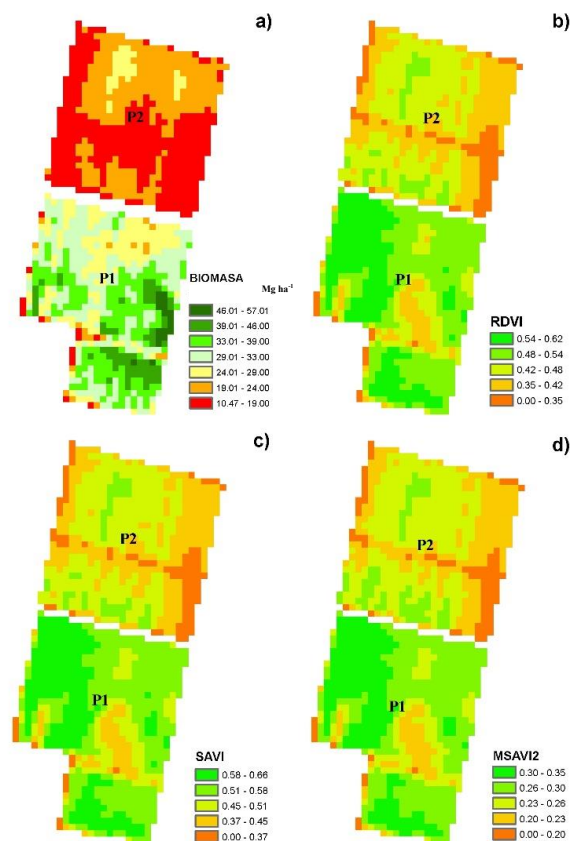 a)
P2
P1
BIOMASA
Mg ha-1
46.01 - 57.01
39.01 - 46.00
33.01 - 39.00
29.01 - 33.00
24.01 - 29.00
19.01 - 24.00
10.47 - 19.00
b)
P2
P1
RDVI
0.54 - 0.62
0.48 - 0.54
0.42 - 0.48
0.35 - 0.42
0.00 - 0.35
c)
P2
P1
SAVI
0.58 - 0.66
0.51 - 0.58
0.45 - 0.51
0.37 - 0.45
0.00 - 0.37
d)
P2
P1
MSAVI2
0.30 - 0.35
0.26 - 0.30
0.23 - 0.26
0.20 - 0.23
0.00 - 0.20